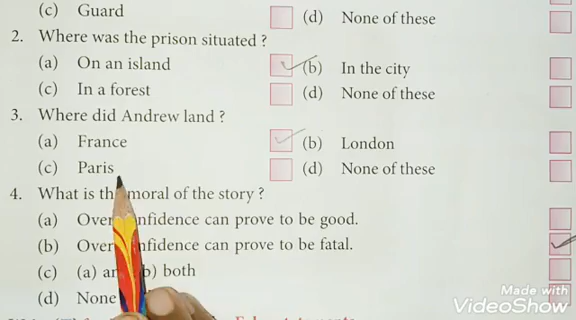 (c) Guard (d) None of these
2. Where was the prison situated ?
(a) On an island (b) In the city
(c) In a forest (d) None of these
3. Where did Andrew land ?
(a) France (b) London
(c) Paris (d) None of these
4. What is th moral of the story ?
(a) Over nfidence can prove to be good.
(b) Over nfidence can prove to be fatal.
(c) (a) an b) both
(d) None
Made with
VideoShow